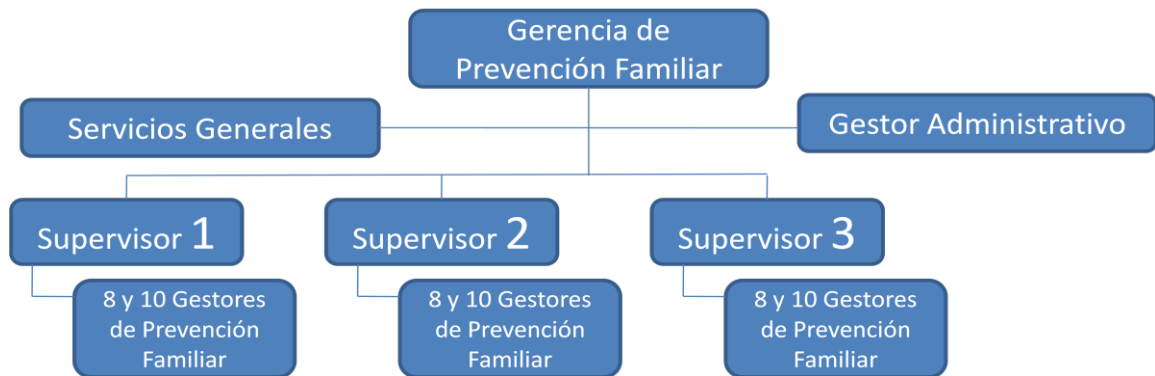 Gerencia de
Prevención Familiar
Servicios Generales
Gestor Administrativo
Supervisor 1
Supervisor 2
Supervisor 3
8 y 10 Gestores
de Prevención
Familiar
8 y 10 Gestores
de Prevención
Familiar
8 y 10 Gestores
de Prevención
Familiar